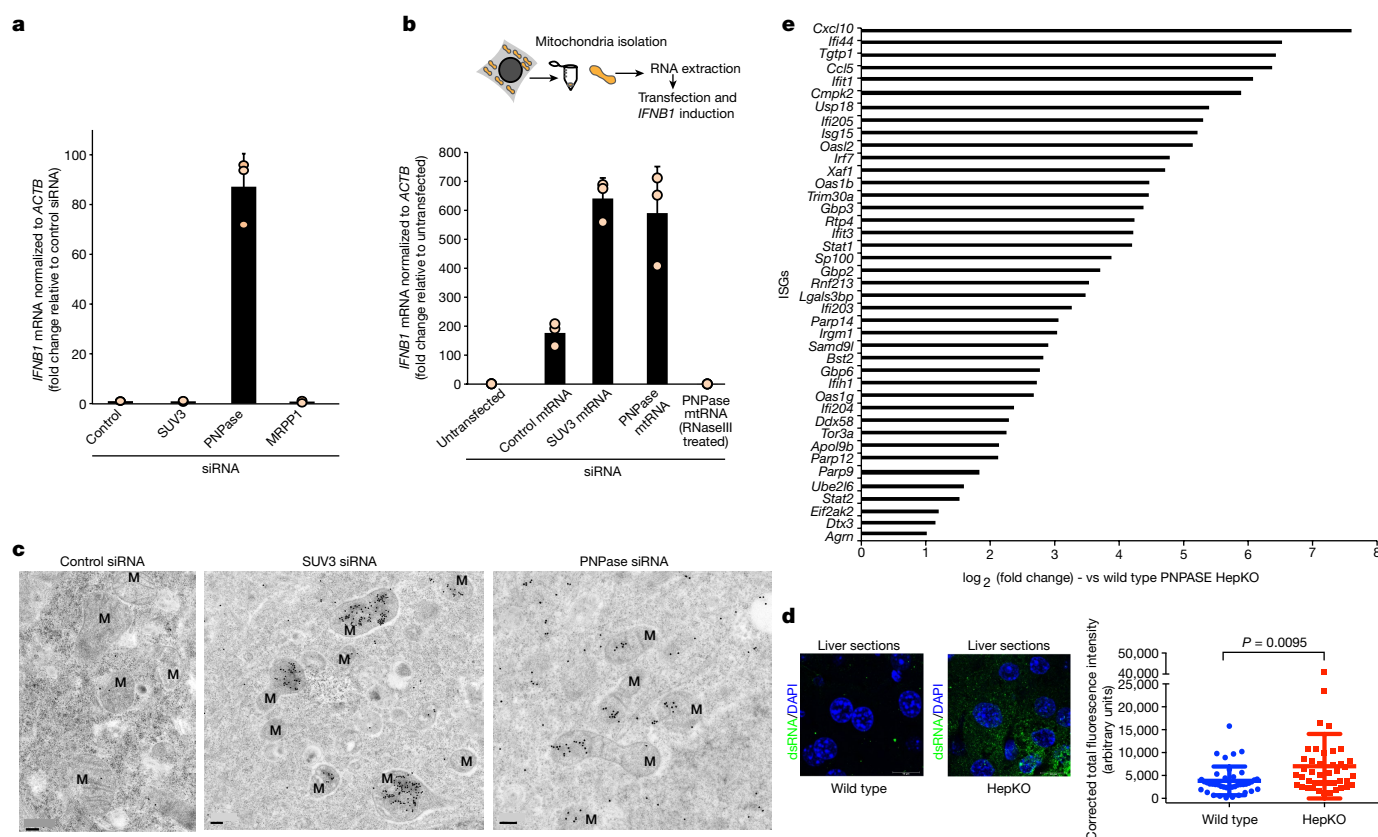 a
IFNB1 mRNA normalized to ACTB
(fold change relative to control siRNA)
100
80
60
40
20
0
Control
SUV3
PNPase
MRPP1
siRNA
b
Mitochondria isolation
RNA extraction
Transfection and
IFNB1 induction
IFNB1 mRNA normalized to ACTB
(fold change relative to untransfected)
800
700
600
500
400
300
200
100
0
Untransfected
Control mtRNA
SUV3 mtRNA
PNPase
mtRNA
PNPase
mtRNA
(RNaseIII
treated)
siRNA
c
Control siRNA
M
M
M
M
M
SUV3 siRNA
M
M
M
M
M
M
M
M
PNPase siRNA
M
M
M
M
e
ISGs
Cxcl10
Ifi44
Tgtp1
Ccl5
Ifit1
Cmpk2
Usp18
Ifi205
Isg15
Oasl2
Irf7
Xaf1
Oas1b
Trim30a
Gbp3
Rtp4
Ifit3
Stat1
Sp100
Gbp2
Rnf213
Lgals3bp
Ifi203
Parp14
Irgm1
Samd9l
Bst2
Gbp6
Ifih1
Oas1g
Ifi204
Ddx58
Tor3a
Apol9b
Parp12
Parp9
Ube2l6
Stat2
Eif2ak2
Dtx3
Agrn
0 1 2 3 4 5 6 7 8
log2 (fold change) - vs wild type PNPASE HepKO
d
Liver sections
dsRNA/DAPI
Wild type
Liver sections
dsRNA/DAPI
HepKO
Corrected total fluorescence intensity
(arbitrary units)
50,000
40,000
25,000
20,000
15,000
10,000
5,000
0
P = 0.0095
Wild type
HepKO